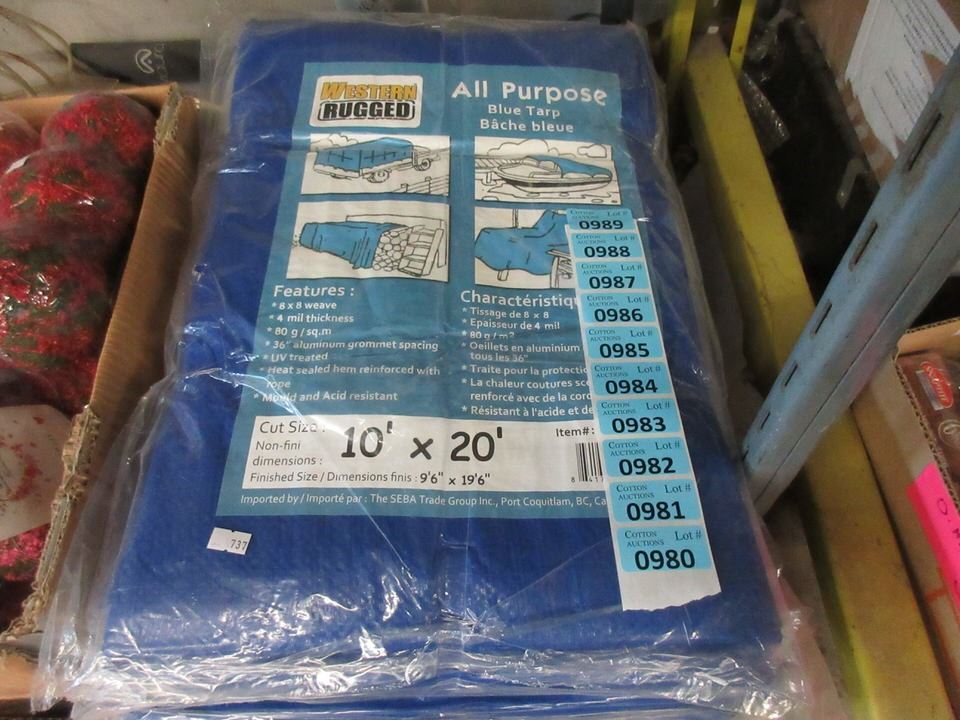 WESTERN
RUGGED
All Purpose
Blue Tarp
Bâche bleue
Features :
* 8 x 8 weave
* 4 mil thickness
* 80 g / sq.m
* 36" aluminum grommet spacing
* UV treated
* Heat sealed hem reinforced with
rope
* Mould and Acid resistant
Charactéristiq
* Tissage de 8 x 8
* Epaisseur de 4 mil
* 80 g / m²
* Oeillets en aluminium
tous les 36"
* Traite pour la protectio
* La chaleur coutures sce
renforcé avec de la cord
* Résistant à l'acide et de
Cut Size :
Non-fini
dimensions :
10' x 20'
Item#:
Finished Size / Dimensions finis : 9'6" x 19'6"
Imported by / Importé par : The SEBA Trade Group Inc., Port Coquitlam, BC, Ca
737
COTTON AUCTIONS Lot #
0989
COTTON AUCTIONS Lot #
0988
COTTON AUCTIONS Lot #
0987
COTTON AUCTIONS Lot #
0986
COTTON AUCTIONS Lot #
0985
COTTON AUCTIONS Lot #
0984
COTTON AUCTIONS Lot #
0983
COTTON AUCTIONS Lot #
0982
COTTON AUCTIONS Lot #
0981
COTTON AUCTIONS Lot #
0980